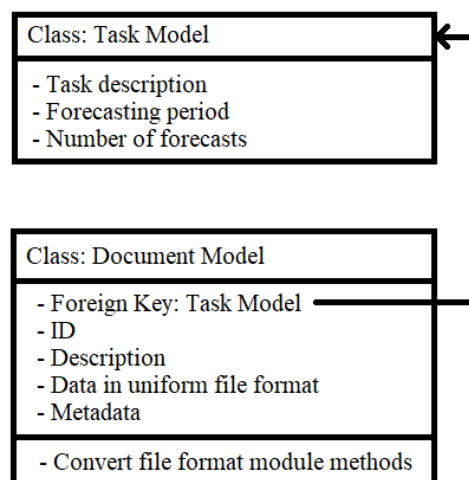 Class: Task Model
- Task description
- Forecasting period
- Number of forecasts
Class: Document Model
- Foreign Key: Task Model
- ID
- Description
- Data in uniform file format
- Metadata
- Convert file format module methods